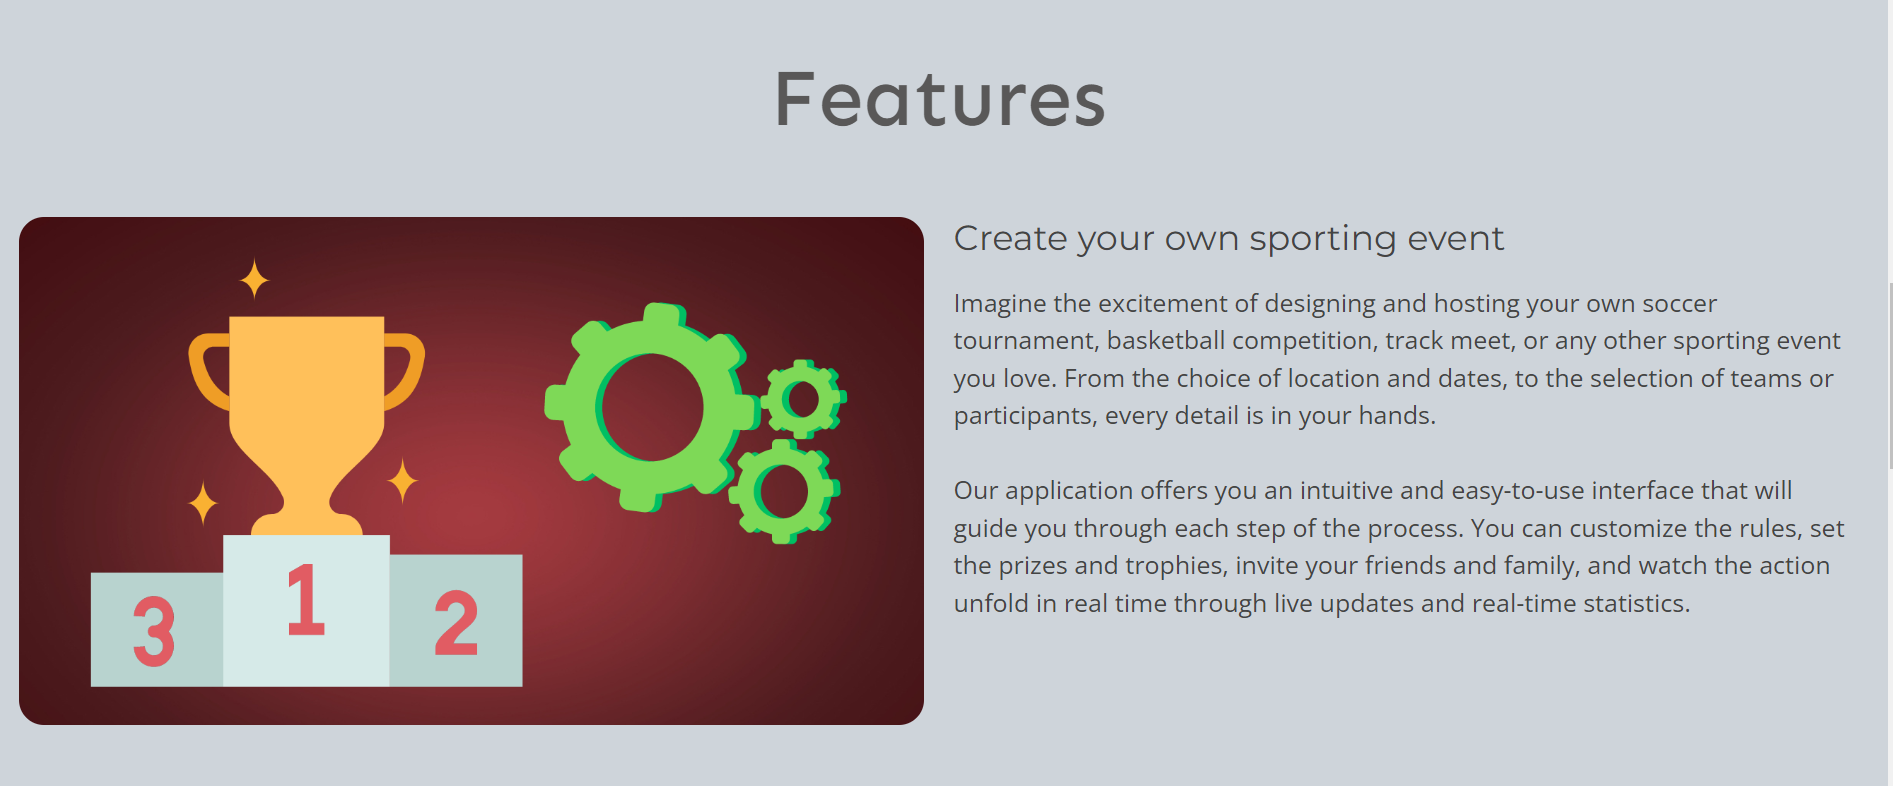 Features
Create your own sporting event
Imagine the excitement of designing and hosting your own soccer
tournament, basketball competition, track meet, or any other sporting event
you love. From the choice of location and dates, to the selection of teams or
participants, every detail is in your hands.
Our application offers you an intuitive and easy-to-use interface that will
guide you through each step of the process. You can customize the rules, set
the prizes and trophies, invite your friends and family, and watch the action
unfold in real time through live updates and real-time statistics.
3 1 2